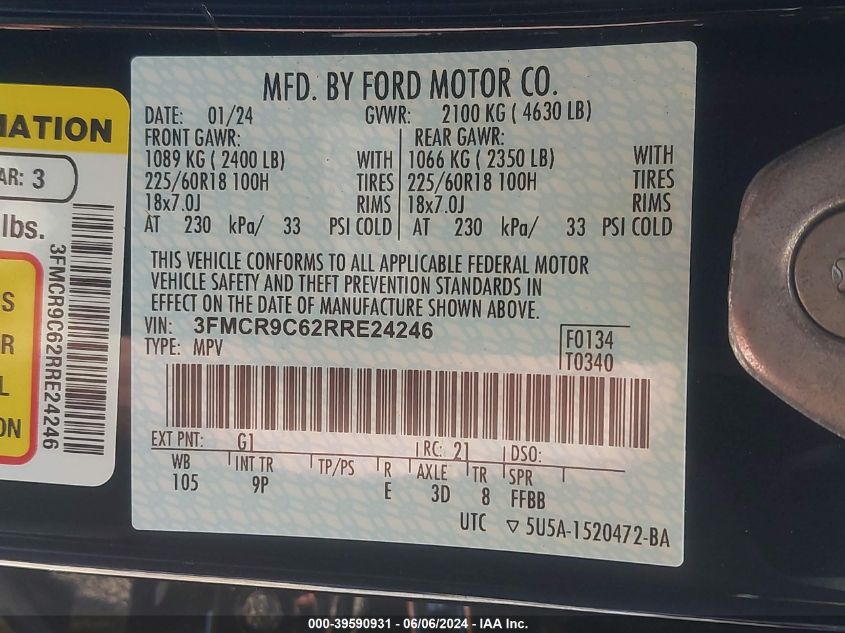 MATION
AR: 3
lbs.
S
R
L
ON
3FMCR9C62RRE24246
MFD. BY FORD MOTOR CO.
DATE: 01/24 GVWR: 2100 KG ( 4630 LB)
FRONT GAWR: REAR GAWR:
1089 KG ( 2400 LB) WITH 1066 KG ( 2350 LB) WITH
225/60R18 100H TIRES 225/60R18 100H TIRES
18x7.0J RIMS 18x7.0J RIMS
AT 230 kPa/ 33 PSI COLD AT 230 kPa/ 33 PSI COLD
THIS VEHICLE CONFORMS TO ALL APPLICABLE FEDERAL MOTOR
VEHICLE SAFETY AND THEFT PREVENTION STANDARDS IN
EFFECT ON THE DATE OF MANUFACTURE SHOWN ABOVE.
VIN: 3FMCR9C62RRE24246
TYPE: MPV
F0134
T0340
EXT PNT: G1 RC: 21 DSO:
WB INT TR TP/PS R AXLE TR SPR
105 9P E 3D 8 FFBB
UTC ▽ 5U5A-1520472-BA
000-39590931 - 06/06/2024 - IAA Inc.